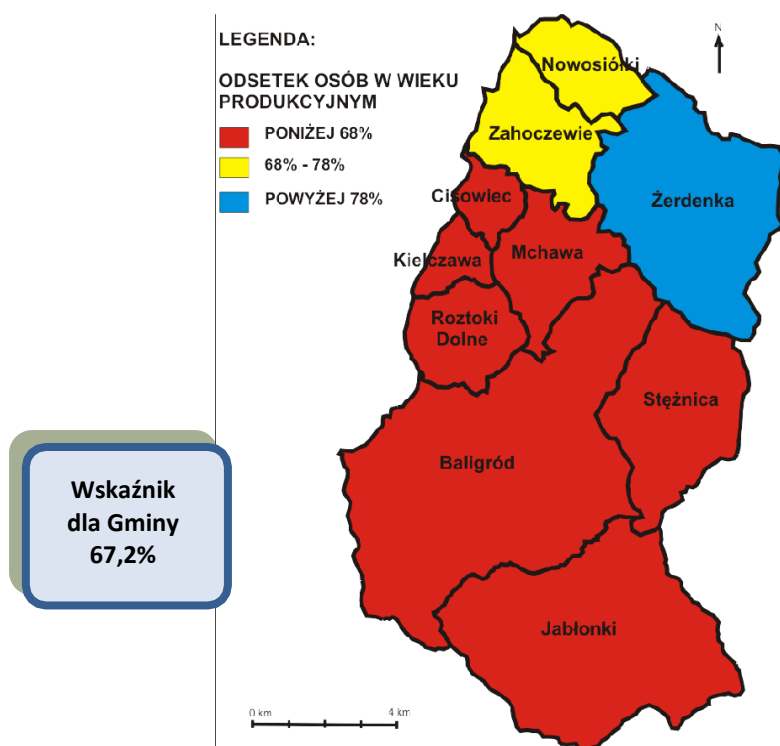 LEGENDA:
ODSETEK OSÓB W WIEKU
PRODUKCYJNYM
PONIŻEJ 68%
68% - 78%
POWYŻEJ 78%
N
Nowosiółki
Zahoczewie
Żerdenka
Cisowiec
Mchawa
Kielczawa
Roztoki
Dolne
Stężnica
Baligród
Jabłonki
Wskaźnik
dla Gminy
67,2%
0 km
4 km